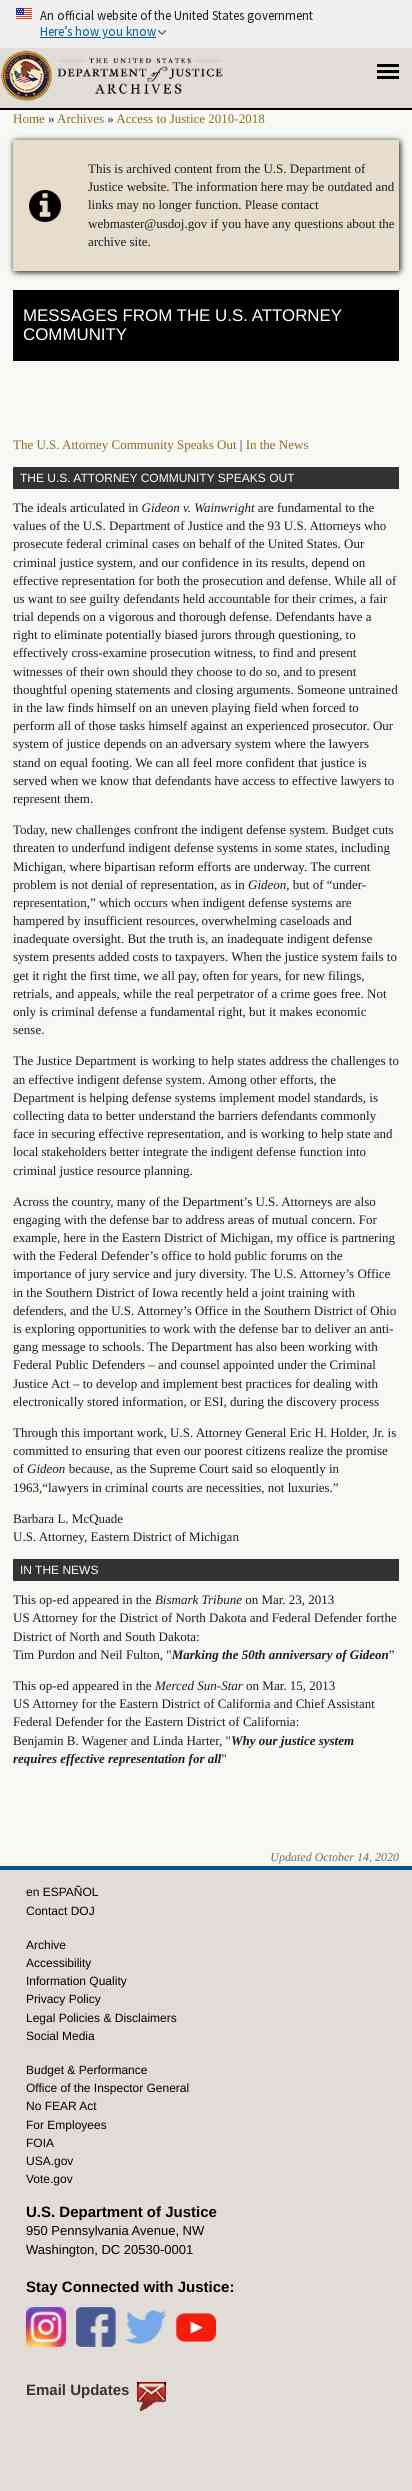 An official website of the United States government
Here's how you know
THE UNITED STATES
DEPARTMENT of JUSTICE
ARCHIVES
Home » Archives » Access to Justice 2010-2018
This is archived content from the U.S. Department of
Justice website. The information here may be outdated and
links may no longer function. Please contact
webmaster@usdoj.gov if you have any questions about the
archive site.
MESSAGES FROM THE U.S. ATTORNEY
COMMUNITY
The U.S. Attorney Community Speaks Out | In the News
THE U.S. ATTORNEY COMMUNITY SPEAKS OUT
The ideals articulated in Gideon v. Wainwright are fundamental to the
values of the U.S. Department of Justice and the 93 U.S. Attorneys who
prosecute federal criminal cases on behalf of the United States. Our
criminal justice system, and our confidence in its results, depend on
effective representation for both the prosecution and defense. While all of
us want to see guilty defendants held accountable for their crimes, a fair
trial depends on a vigorous and thorough defense. Defendants have a
right to eliminate potentially biased jurors through questioning, to
effectively cross-examine prosecution witness, to find and present
witnesses of their own should they choose to do so, and to present
thoughtful opening statements and closing arguments. Someone untrained
in the law finds himself on an uneven playing field when forced to
perform all of those tasks himself against an experienced prosecutor. Our
system of justice depends on an adversary system where the lawyers
stand on equal footing. We can all feel more confident that justice is
served when we know that defendants have access to effective lawyers to
represent them.
Today, new challenges confront the indigent defense system. Budget cuts
threaten to underfund indigent defense systems in some states, including
Michigan, where bipartisan reform efforts are underway. The current
problem is not denial of representation, as in Gideon, but of “under-
representation,” which occurs when indigent defense systems are
hampered by insufficient resources, overwhelming caseloads and
inadequate oversight. But the truth is, an inadequate indigent defense
system presents added costs to taxpayers. When the justice system fails to
get it right the first time, we all pay, often for years, for new filings,
retrials, and appeals, while the real perpetrator of a crime goes free. Not
only is criminal defense a fundamental right, but it makes economic
sense.
The Justice Department is working to help states address the challenges to
an effective indigent defense system. Among other efforts, the
Department is helping defense systems implement model standards, is
collecting data to better understand the barriers defendants commonly
face in securing effective representation, and is working to help state and
local stakeholders better integrate the indigent defense function into
criminal justice resource planning.
Across the country, many of the Department’s U.S. Attorneys are also
engaging with the defense bar to address areas of mutual concern. For
example, here in the Eastern District of Michigan, my office is partnering
with the Federal Defender’s office to hold public forums on the
importance of jury service and jury diversity. The U.S. Attorney’s Office
in the Southern District of Iowa recently held a joint training with
defenders, and the U.S. Attorney’s Office in the Southern District of Ohio
is exploring opportunities to work with the defense bar to deliver an anti-
gang message to schools. The Department has also been working with
Federal Public Defenders – and counsel appointed under the Criminal
Justice Act – to develop and implement best practices for dealing with
electronically stored information, or ESI, during the discovery process
Through this important work, U.S. Attorney General Eric H. Holder, Jr. is
committed to ensuring that even our poorest citizens realize the promise
of Gideon because, as the Supreme Court said so eloquently in
1963,“lawyers in criminal courts are necessities, not luxuries.”
Barbara L. McQuade
U.S. Attorney, Eastern District of Michigan
IN THE NEWS
This op-ed appeared in the Bismark Tribune on Mar. 23, 2013
US Attorney for the District of North Dakota and Federal Defender forthe
District of North and South Dakota:
Tim Purdon and Neil Fulton, "Marking the 50th anniversary of Gideon"
This op-ed appeared in the Merced Sun-Star on Mar. 15, 2013
US Attorney for the Eastern District of California and Chief Assistant
Federal Defender for the Eastern District of California:
Benjamin B. Wagener and Linda Harter, "Why our justice system
requires effective representation for all"
Updated October 14, 2020
en ESPAÑOL
Contact DOJ
Archive
Accessibility
Information Quality
Privacy Policy
Legal Policies & Disclaimers
Social Media
Budget & Performance
Office of the Inspector General
No FEAR Act
For Employees
FOIA
USA.gov
Vote.gov
U.S. Department of Justice
950 Pennsylvania Avenue, NW
Washington, DC 20530-0001
Stay Connected with Justice:
Email Updates